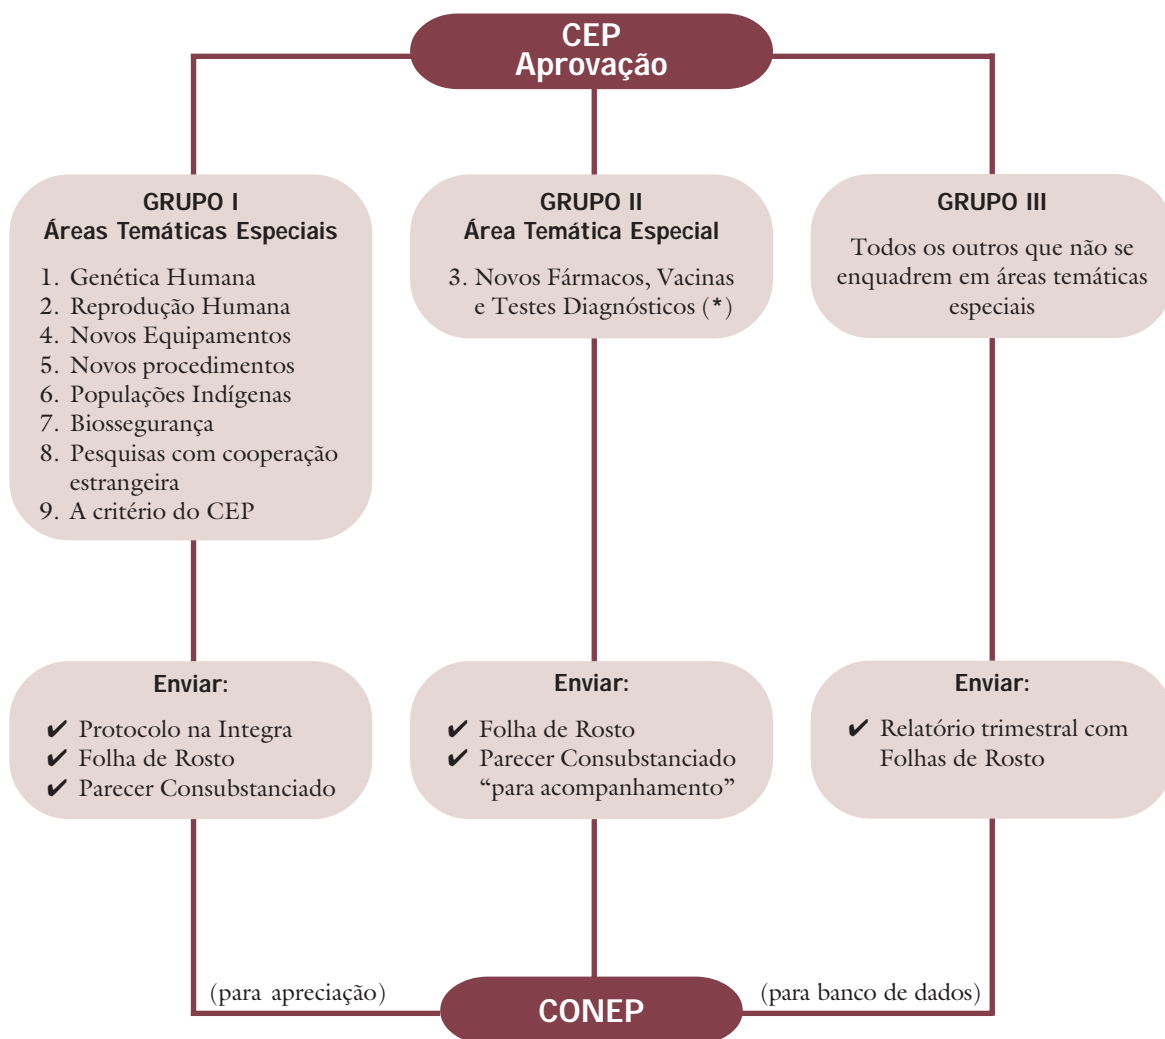 CEP
Aprovação
GRUPO I
Áreas Temáticas Especiais
1. Genética Humana
2. Reprodução Humana
4. Novos Equipamentos
5. Novos procedimentos
6. Populações Indígenas
7. Biossegurança
8. Pesquisas com cooperação
estrangeira
9. A critério do CEP
GRUPO II
Área Temática Especial
3. Novos Fármacos, Vacinas
e Testes Diagnósticos (*)
GRUPO III
Todos os outros que não se
enquadrem em áreas temáticas
especiais
Enviar:
✔ Protocolo na Integra
✔ Folha de Rosto
✔ Parecer Consubstanciado
Enviar:
✔ Folha de Rosto
✔ Parecer Consubstanciado
“para acompanhamento”
Enviar:
✔ Relatório trimestral com
Folhas de Rosto
(para apreciação)
CONEP
(para banco de dados)